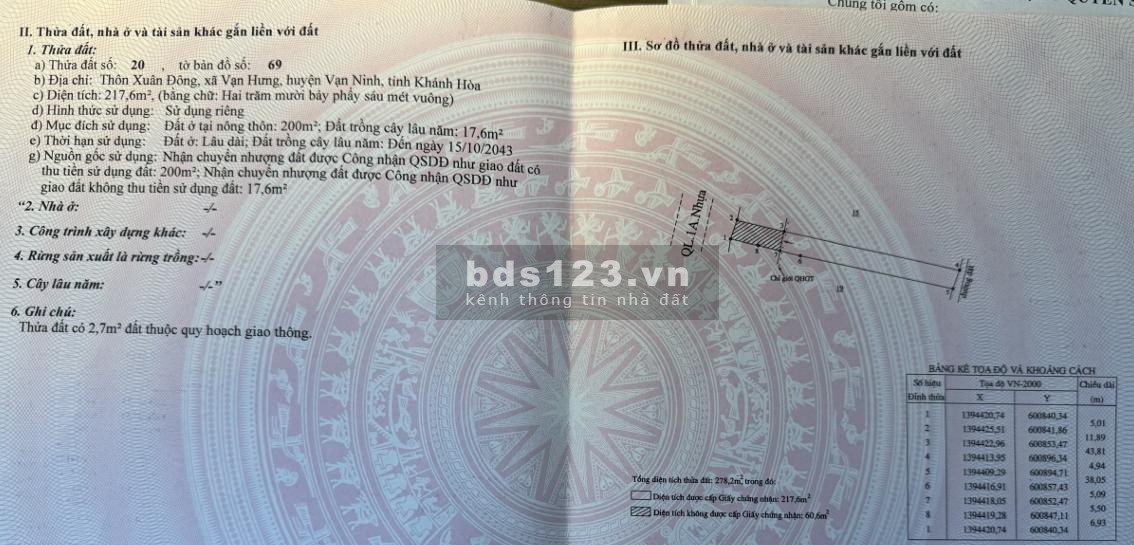 Chúng tôi gồm có:
II. Thửa đất, nhà ở và tài sản khác gắn liền với đất
1. Thửa đất:
a) Thửa đất số: 20 , tờ bản đồ số: 69
b) Địa chỉ: Thôn Xuân Đông, xã Vạn Hưng, huyện Vạn Ninh, tỉnh Khánh Hòa
c) Diện tích: 217,6m², (bằng chữ: Hai trăm mười bảy phẩy sáu mét vuông)
d) Hình thức sử dụng: Sử dụng riêng
đ) Mục đích sử dụng: Đất ở tại nông thôn: 200m²; Đất trồng cây lâu năm: 17,6m²
e) Thời hạn sử dụng: Đất ở: Lâu dài; Đất trồng cây lâu năm: Đến ngày 15/10/2043
g) Nguồn gốc sử dụng: Nhận chuyển nhượng đất được Công nhận QSDĐ như giao đất có
thu tiền sử dụng đất: 200m²; Nhận chuyển nhượng đất được Công nhận QSDĐ như
giao đất không thu tiền sử dụng đất: 17,6m²
“2. Nhà ở: -/-
3. Công trình xây dựng khác: -/-
4. Rừng sản xuất là rừng trồng: -/-
5. Cây lâu năm: -/-”
6. Ghi chú:
Thửa đất có 2,7m² đất thuộc quy hoạch giao thông.
III. Sơ đồ thửa đất, nhà ở và tài sản khác gắn liền với đất
QL.1A.Nhựa
2
3
1
8
7
6
4
5
Chỉ giới QHGT
19
bds123.vn
kênh thông tin nhà đất
Tổng diện tích thửa đất: 278,2m², trong đó:
Diện tích được cấp Giấy chứng nhận: 217,6m²
Diện tích không được cấp Giấy chứng nhận: 60,6m²
BẢNG KÊ TỌA ĐỘ VÀ KHOẢNG CÁCH
Số hiệu Tọa độ VN-2000 Chiều dài
Đỉnh thửa X Y (m)
1 1394420,74 600840,34
5,01
2 1394425,51 600841,86
11,89
3 1394422,96 600853,47
43,81
4 1394413,95 600896,34
4,94
5 1394409,29 600894,71
38,05
6 1394416,91 600857,43
5,09
7 1394418,05 600852,47
5,50
8 1394419,28 600847,11
6,93
1 1394420,74 600840,34